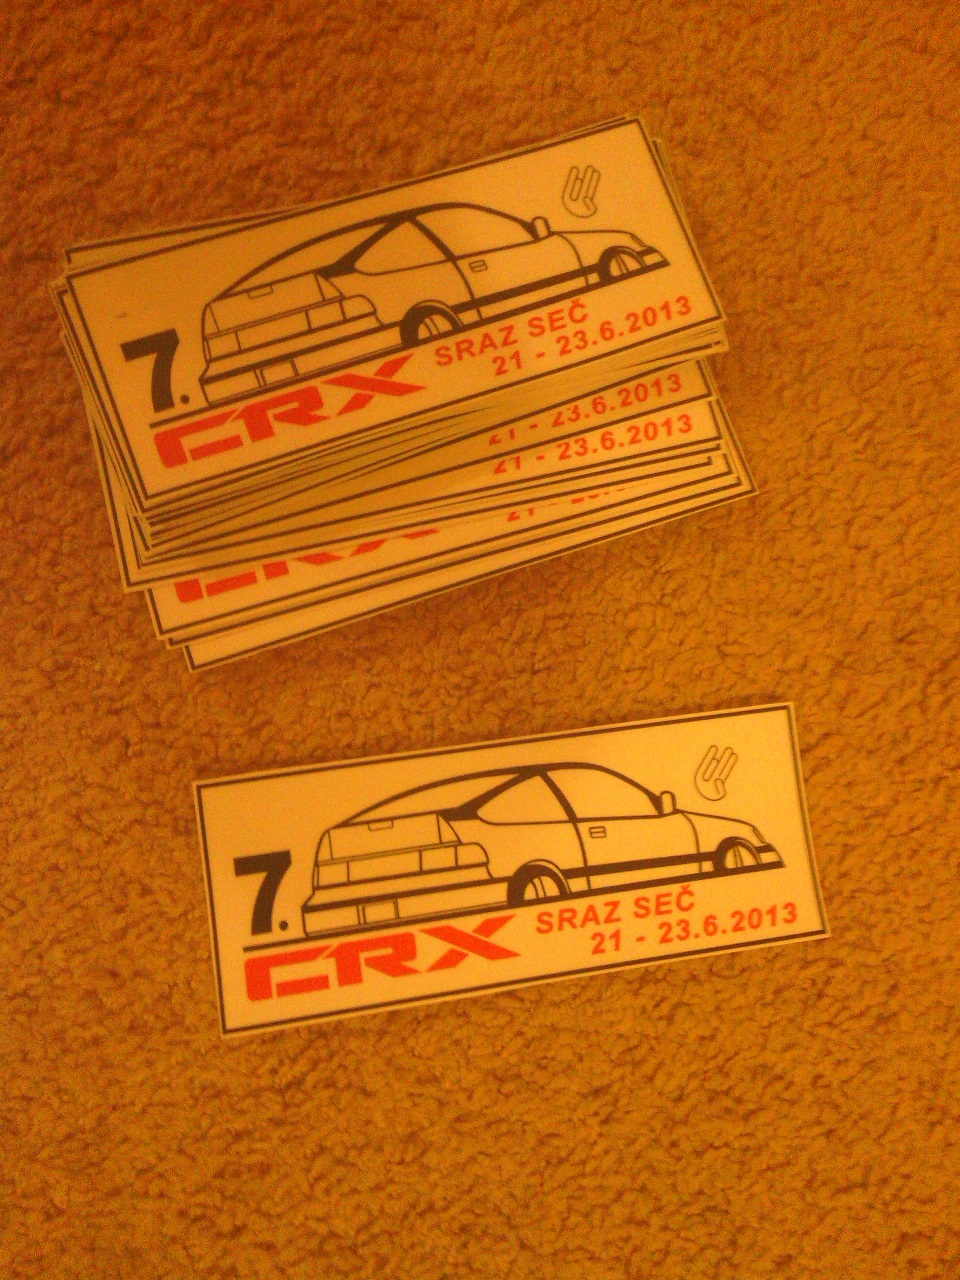 7.
CRX
SRAZ SEČ
21 - 23.6.2013
21 - 23.6.2013
21 - 23.6.2013
7.
CRX
SRAZ SEČ
21 - 23.6.2013